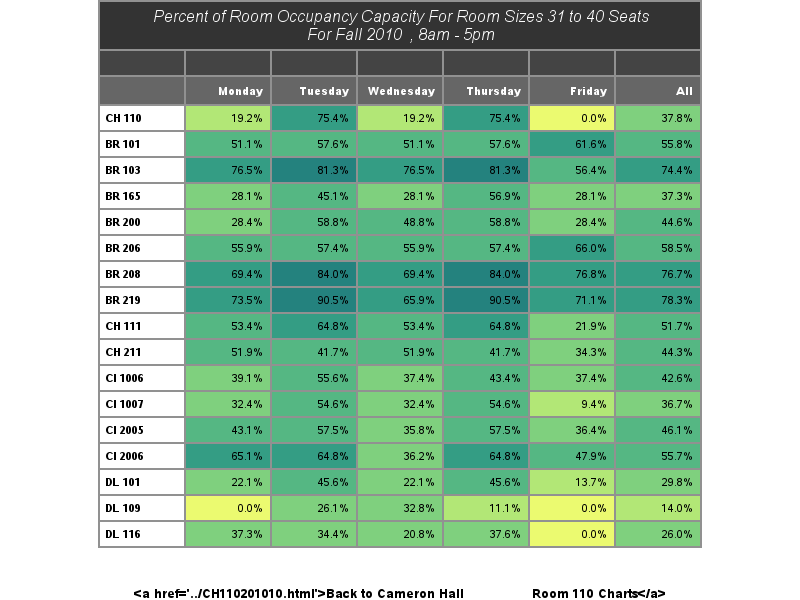 Percent of Room Occupancy Capacity For Room Sizes 31 to 40 Seats
For Fall 2010 , 8am - 5pm
Monday Tuesday Wednesday Thursday Friday All
CH 110 19.2% 75.4% 19.2% 75.4% 0.0% 37.8%
BR 101 51.1% 57.6% 51.1% 57.6% 61.6% 55.8%
BR 103 76.5% 81.3% 76.5% 81.3% 56.4% 74.4%
BR 165 28.1% 45.1% 28.1% 56.9% 28.1% 37.3%
BR 200 28.4% 58.8% 48.8% 58.8% 28.4% 44.6%
BR 206 55.9% 57.4% 55.9% 57.4% 66.0% 58.5%
BR 208 69.4% 84.0% 69.4% 84.0% 76.8% 76.7%
BR 219 73.5% 90.5% 65.9% 90.5% 71.1% 78.3%
CH 111 53.4% 64.8% 53.4% 64.8% 21.9% 51.7%
CH 211 51.9% 41.7% 51.9% 41.7% 34.3% 44.3%
CI 1006 39.1% 55.6% 37.4% 43.4% 37.4% 42.6%
CI 1007 32.4% 54.6% 32.4% 54.6% 9.4% 36.7%
CI 2005 43.1% 57.5% 35.8% 57.5% 36.4% 46.1%
CI 2006 65.1% 64.8% 36.2% 64.8% 47.9% 55.7%
DL 101 22.1% 45.6% 22.1% 45.6% 13.7% 29.8%
DL 109 0.0% 26.1% 32.8% 11.1% 0.0% 14.0%
DL 116 37.3% 34.4% 20.8% 37.6% 0.0% 26.0%
<a href='../CH110201010.html'>Back to Cameron Hall Room 110 Charts</a>